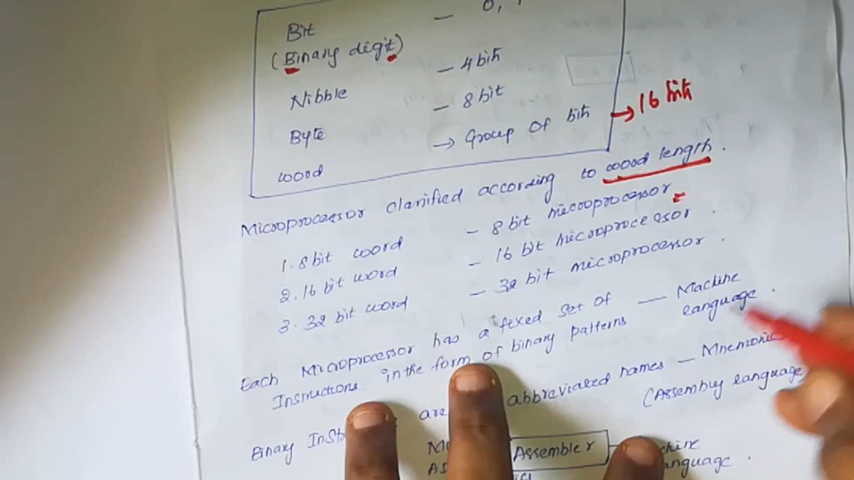 Bit — 0, 1
(Binary digit)
Nibble — 4 bit
Byte — 8 bit
word → Group of bit → 16 bit
Microprocessor clarified according to word length.
1. 8 bit word — 8 bit microprocessor
2. 16 bit word — 16 bit microprocessor.
3. 32 bit word — 32 bit microprocessor.
Each Microprocessor has a fixed set of — Machine
Instructions in the form of binary patterns language.
Binary are abbreviated names — Mnemonic
(Assembly language
Assembler
language.